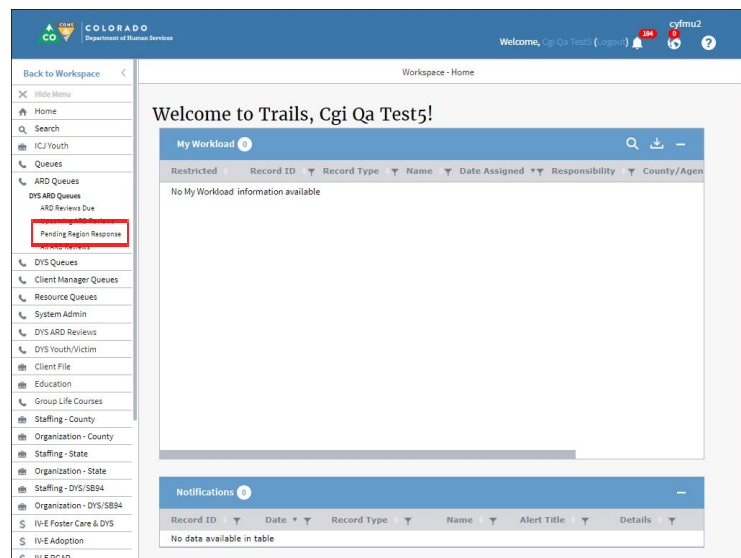 cyfmu2
CONS
CO
COLORADO
Department of Human Services
Welcome, Cgi Qa Test5 (Logout)
184
0
?
Back to Workspace
Workspace - Home
Hide Menu
Home
Search
ICJ Youth
Queues
ARD Queues
DYS ARD Queues
ARD Reviews Due
Upcoming ARD Reviews
Pending Region Response
All ARD Reviews
DYS Queues
Client Manager Queues
Resource Queues
System Admin
DYS ARD Reviews
DYS Youth/Victim
Client File
Education
Group Life Courses
Staffing - County
Organization - County
Staffing - State
Organization - State
Staffing - DYS/SB94
Organization - DYS/SB94
IV-E Foster Care & DYS
IV-E Adoption
Welcome to Trails, Cgi Qa Test5!
My Workload 0
Restricted Record ID Record Type Name Date Assigned Responsibility County/Agen
No My Workload information available
Notifications 0
Record ID Date Record Type Name Alert Title Details
No data available in table